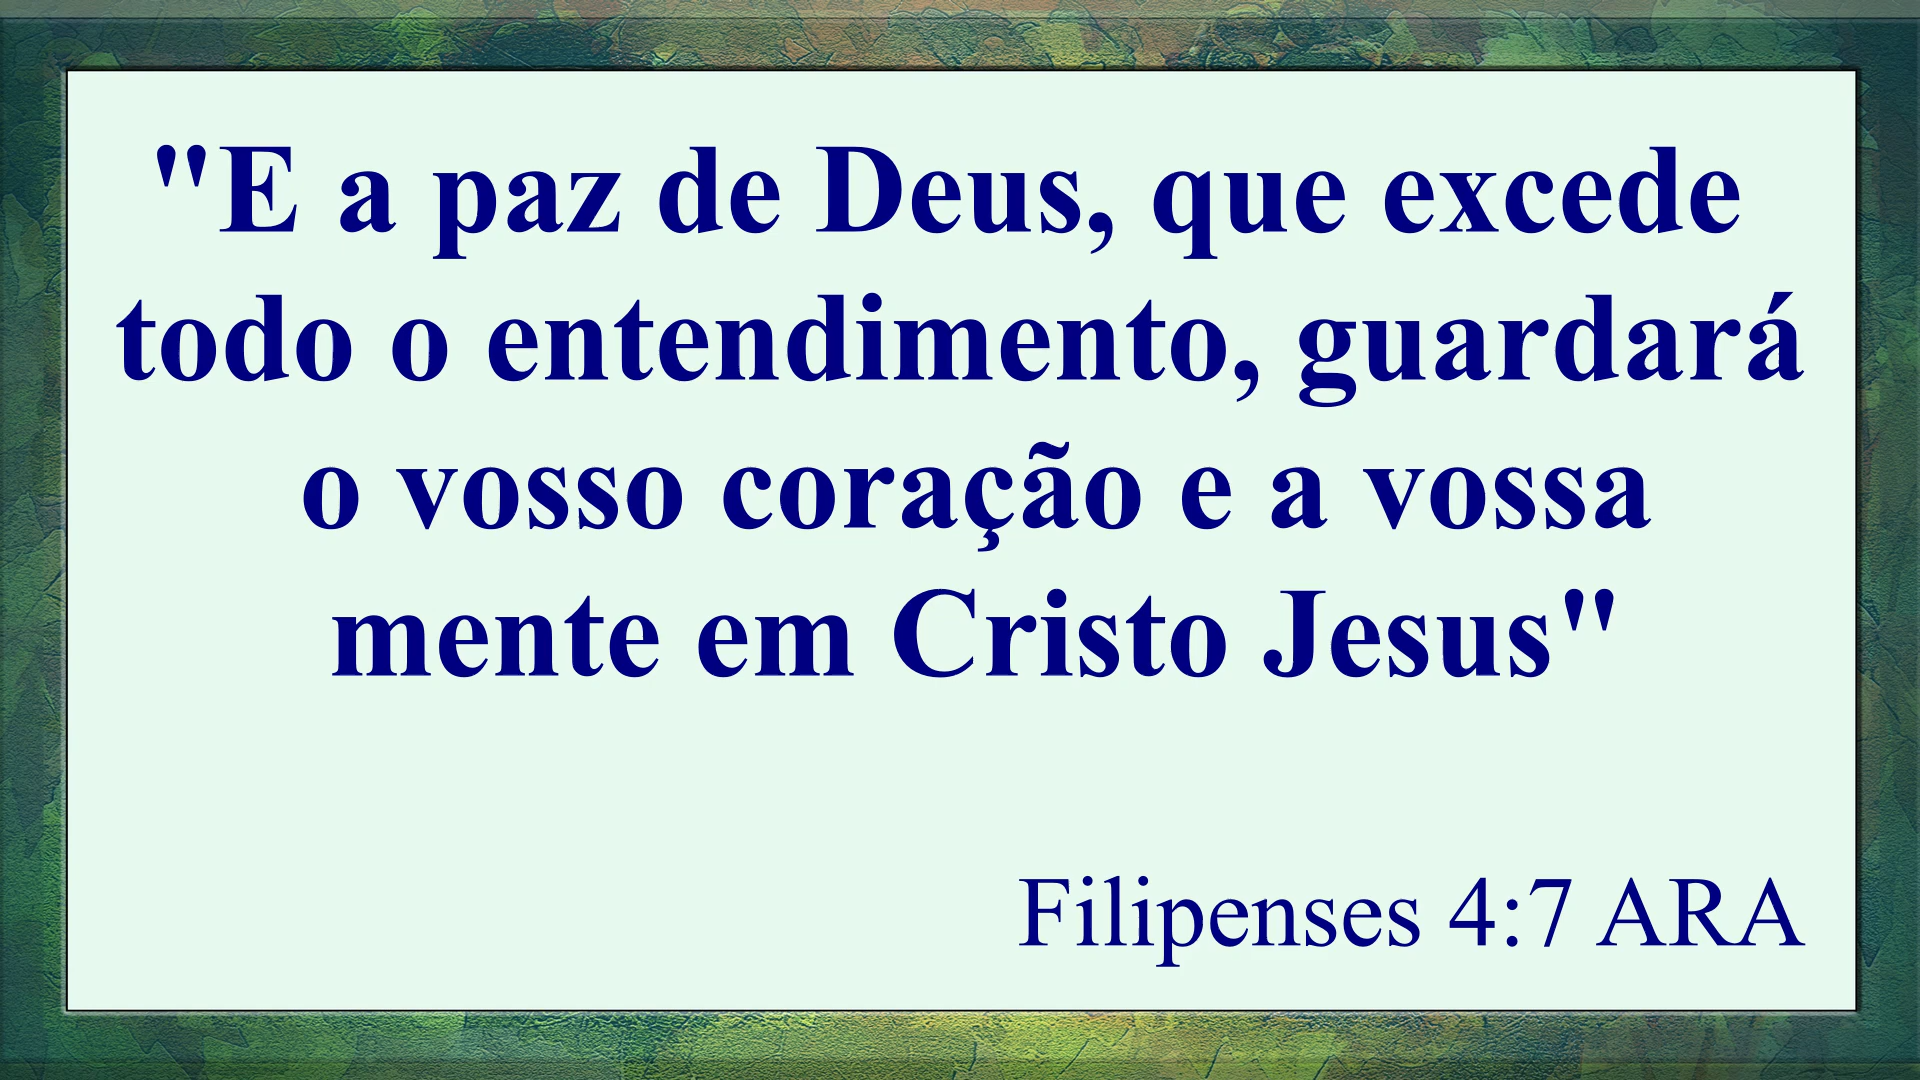 "E a paz de Deus, que excede
todo o entendimento, guardará
o vosso coração e a vossa
mente em Cristo Jesus"
Filipenses 4:7 ARA